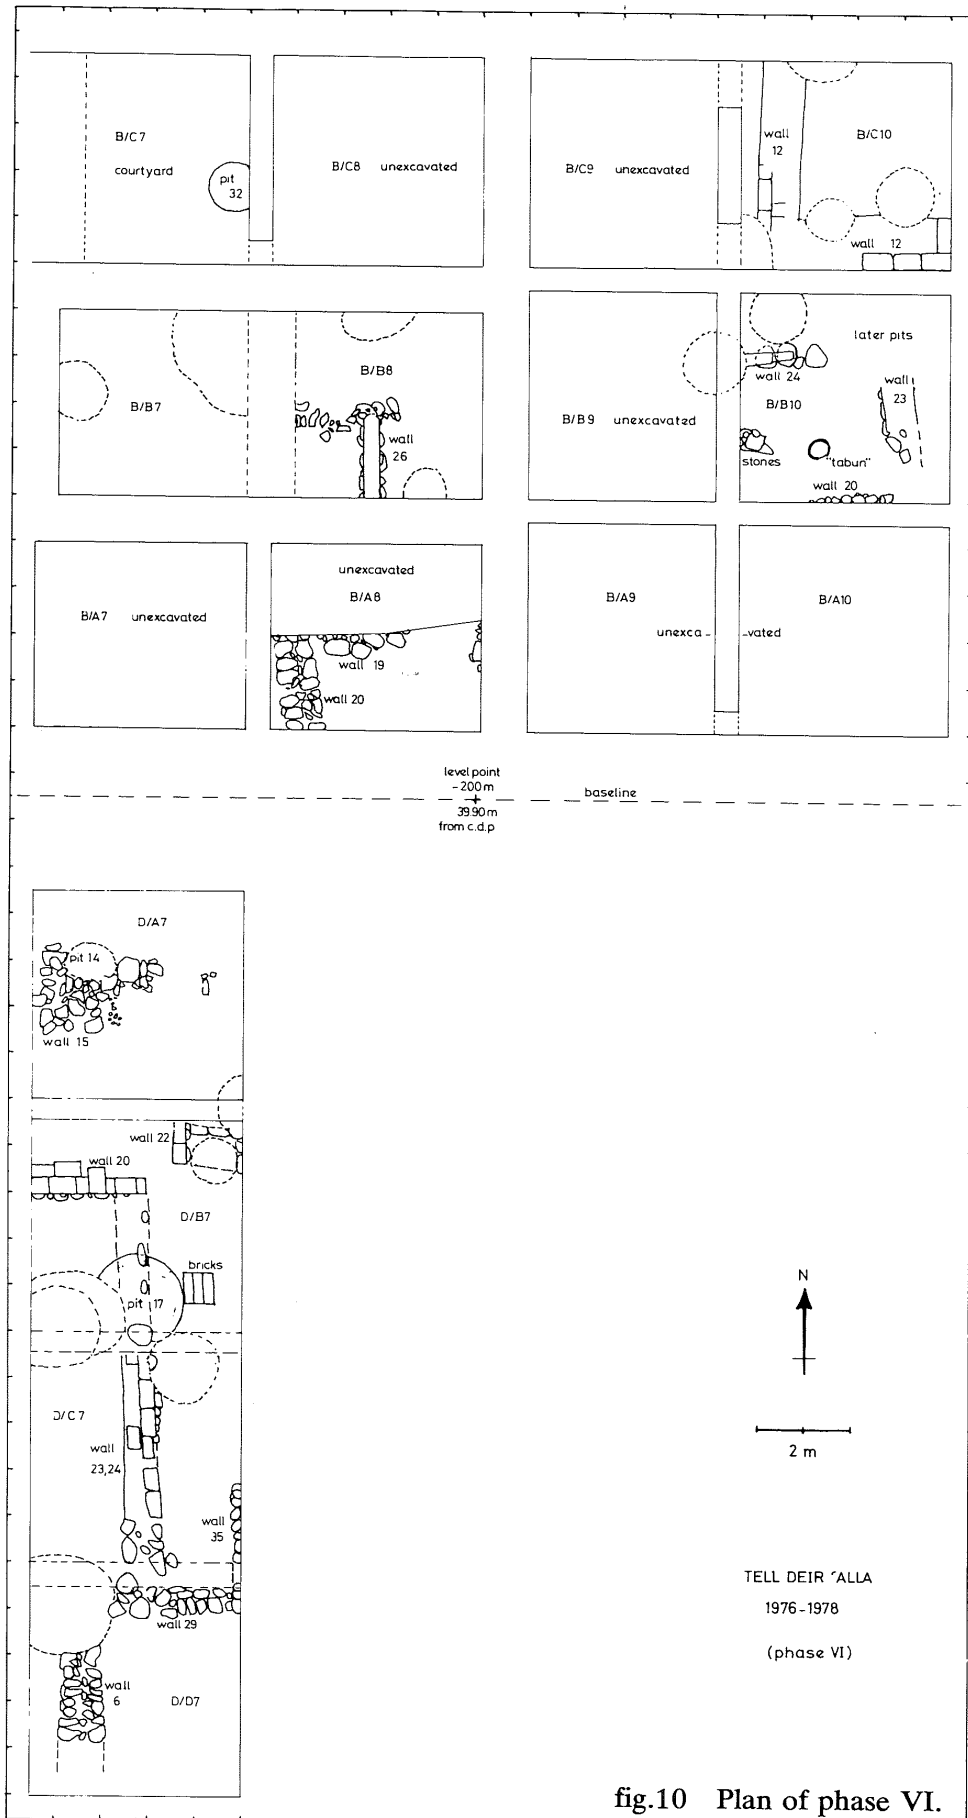 B/C7
courtyard
pit
32
B/C8 unexcavated
B/C9 unexcavated
wall
12
B/C10
wall 12
B/B7
B/B8
wall
26
B/B9 unexcavated
later pits
wall 24
B/B10
wall
23
stones
"tabun"
wall 20
B/A7 unexcavated
unexcavated
B/A8
wall 19
wall 20
B/A9
B/A10
unexca- -vated
level point
-200 m
39.90 m
from c.d.p
baseline
D/A7
pit 14
wall 15
wall 22
wall 20
D/B7
bricks
pit 17
D/C7
wall
23,24
wall
35
wall 29
wall
6
D/D7
N
2 m
TELL DEIR ʿALLA
1976-1978
(phase VI)
fig.10 Plan of phase VI.